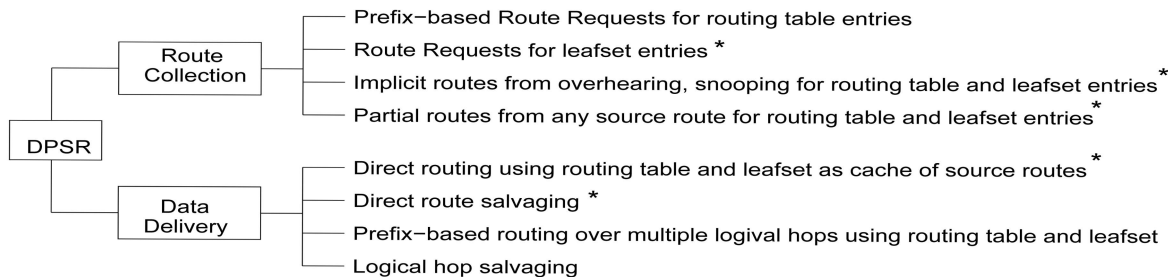 Prefix−based Route Requests for routing table entries
Route Requests for leafset entries *
Route
Collection
Implicit routes from overhearing, snooping for routing table and leafset entries *
Partial routes from any source route for routing table and leafset entries *
DPSR
Direct routing using routing table and leafset as cache of source routes *
Direct route salvaging *
Data
Delivery
Prefix−based routing over multiple logival hops using routing table and leafset
Logical hop salvaging